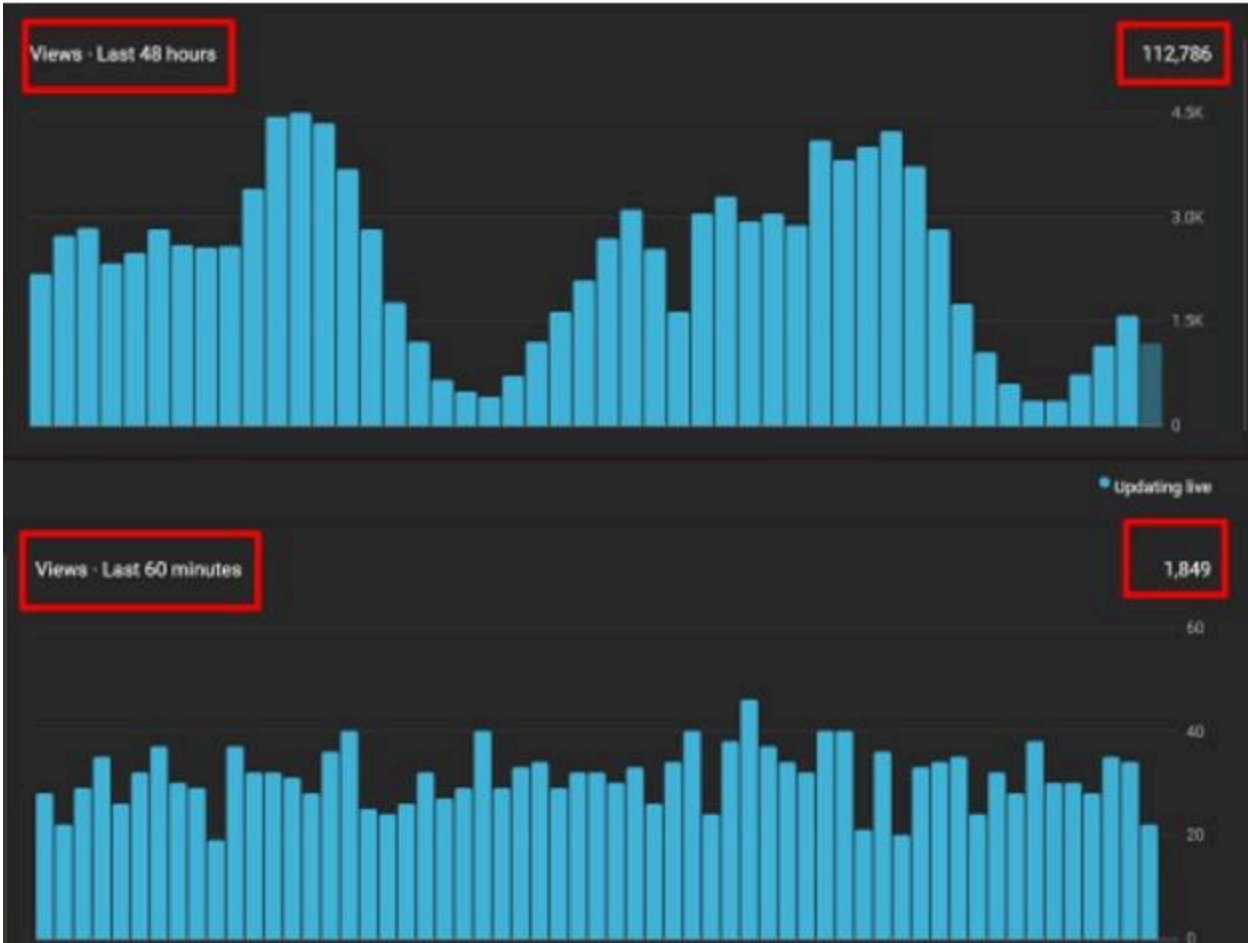 Views · Last 48 hours
112,786
4.5K
3.0K
1.5K
0
Updating live
Views · Last 60 minutes
1,849
60
40
20
0